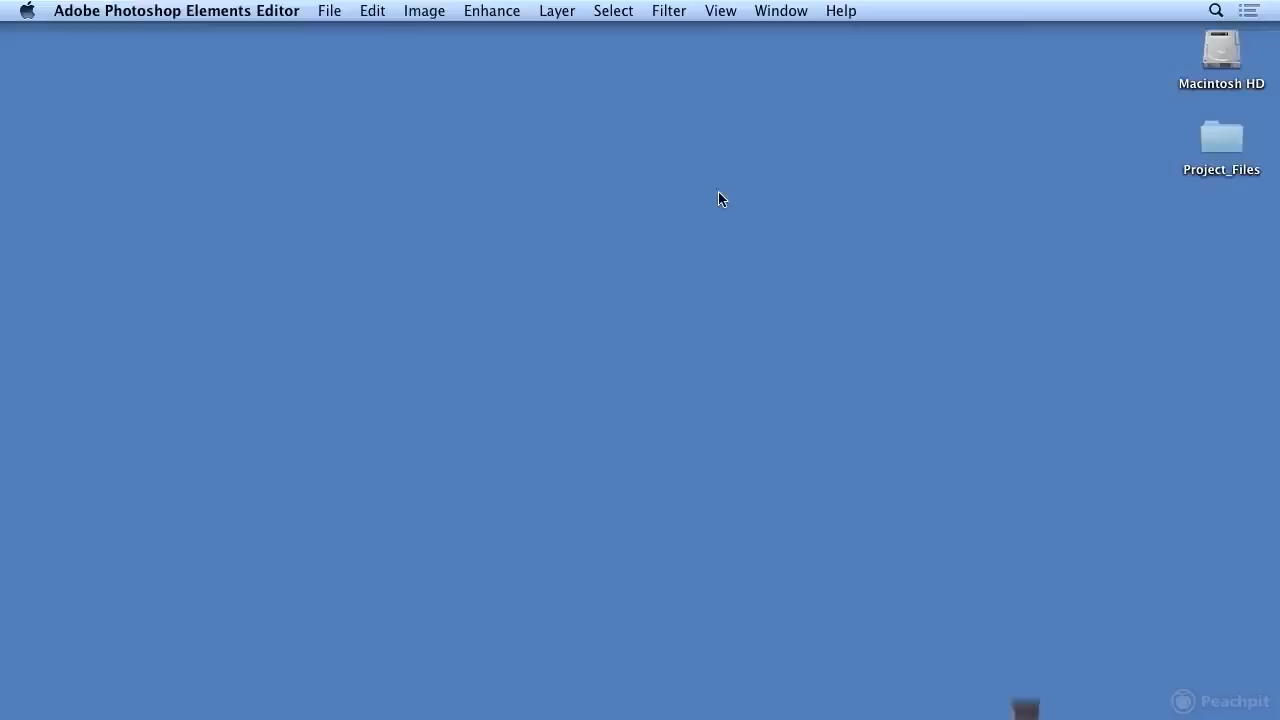 Adobe Photoshop Elements Editor File Edit Image Enhance Layer Select Filter View Window Help
Macintosh HD
Project_Files
Peachpit